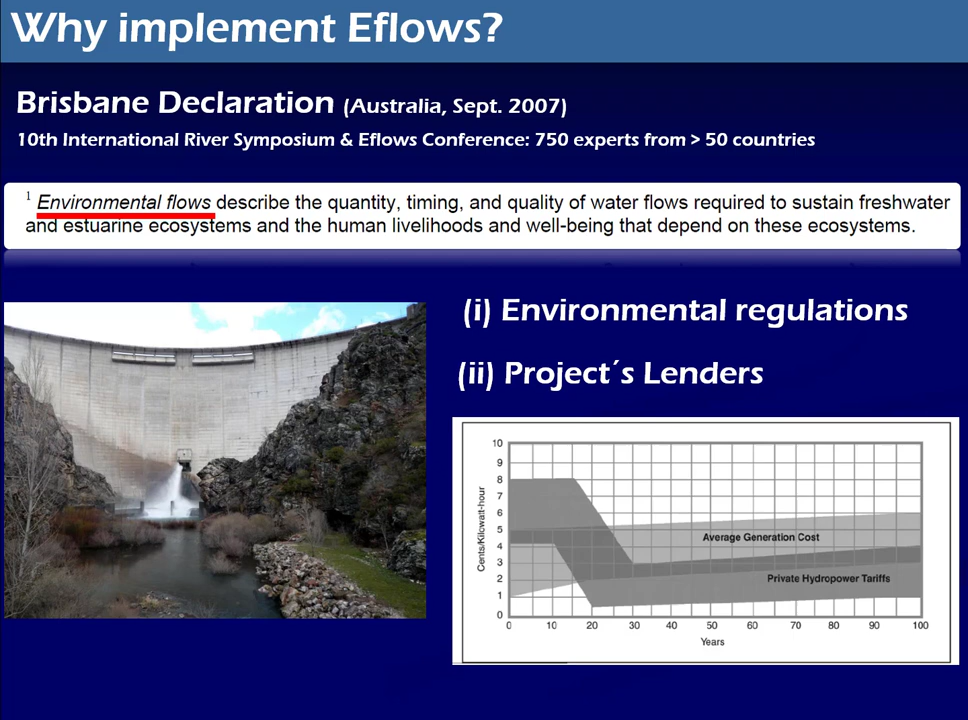 Why implement Eflows?
Brisbane Declaration (Australia, Sept. 2007)
10th International River Symposium & Eflows Conference: 750 experts from > 50 countries
1 Environmental flows describe the quantity, timing, and quality of water flows required to sustain freshwater
and estuarine ecosystems and the human livelihoods and well-being that depend on these ecosystems.
(i) Environmental regulations
(ii) Project´s Lenders
10
9
8
7
6
5
4
3
2
1
0
Cents/Kilowatt-hour
Average Generation Cost
Private Hydropower Tariffs
0 10 20 30 40 50 60 70 80 90 100
Years